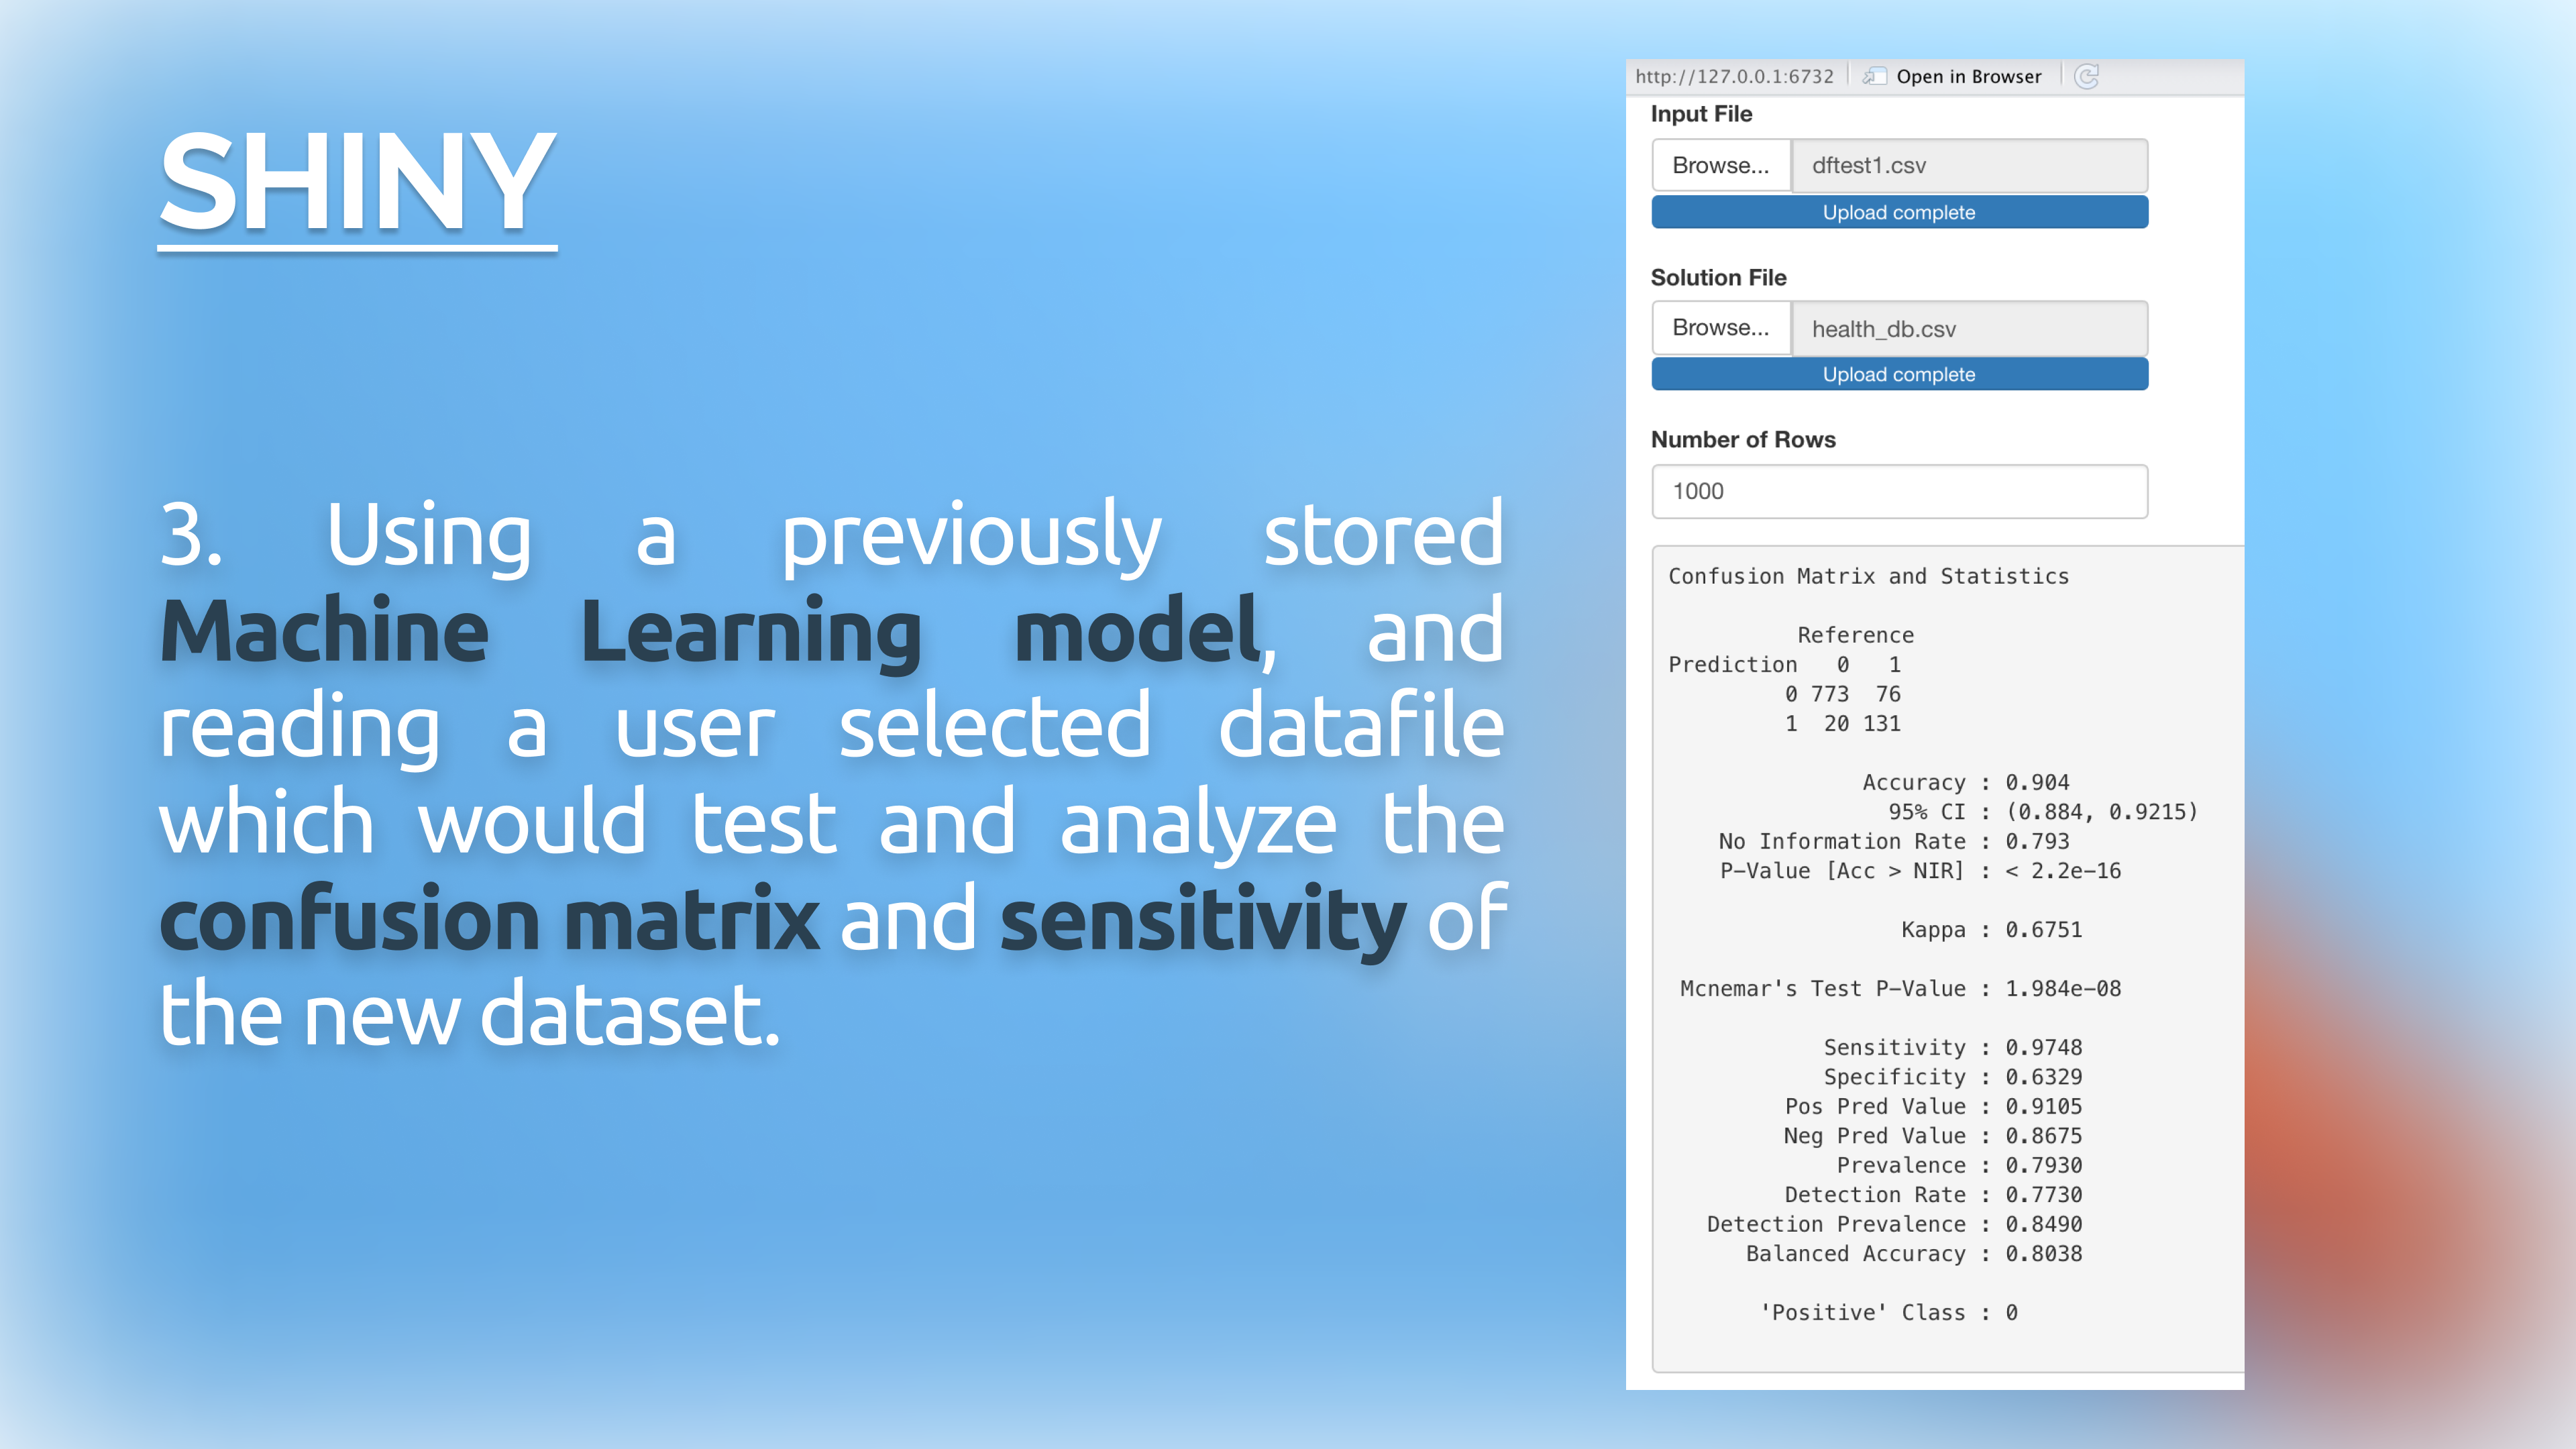 SHINY
3. Using a previously stored
Machine Learning model, and
reading a user selected datafile
which would test and analyze the
confusion matrix and sensitivity of
the new dataset.
http://127.0.0.1:6732 Open in Browser
Input File
Browse... dftest1.csv
Upload complete
Solution File
Browse... health_db.csv
Upload complete
Number of Rows
1000
Confusion Matrix and Statistics
Reference
Prediction 0 1
0 773 76
1 20 131
Accuracy : 0.904
95% CI : (0.884, 0.9215)
No Information Rate : 0.793
P-Value [Acc > NIR] : < 2.2e-16
Kappa : 0.6751
Mcnemar's Test P-Value : 1.984e-08
Sensitivity : 0.9748
Specificity : 0.6329
Pos Pred Value : 0.9105
Neg Pred Value : 0.8675
Prevalence : 0.7930
Detection Rate : 0.7730
Detection Prevalence : 0.8490
Balanced Accuracy : 0.8038
'Positive' Class : 0